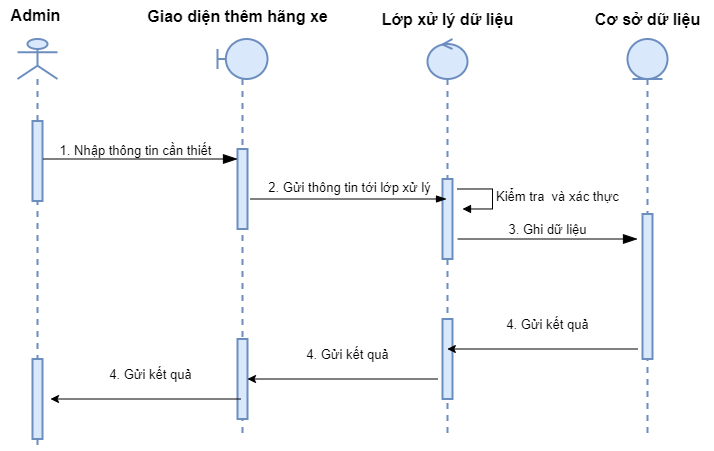 Admin
Giao diện thêm hãng xe
Lớp xử lý dữ liệu
Cơ sở dữ liệu
1. Nhập thông tin cần thiết
2. Gửi thông tin tới lớp xử lý
Kiểm tra và xác thực
3. Ghi dữ liệu
4. Gửi kết quả
4. Gửi kết quả
4. Gửi kết quả